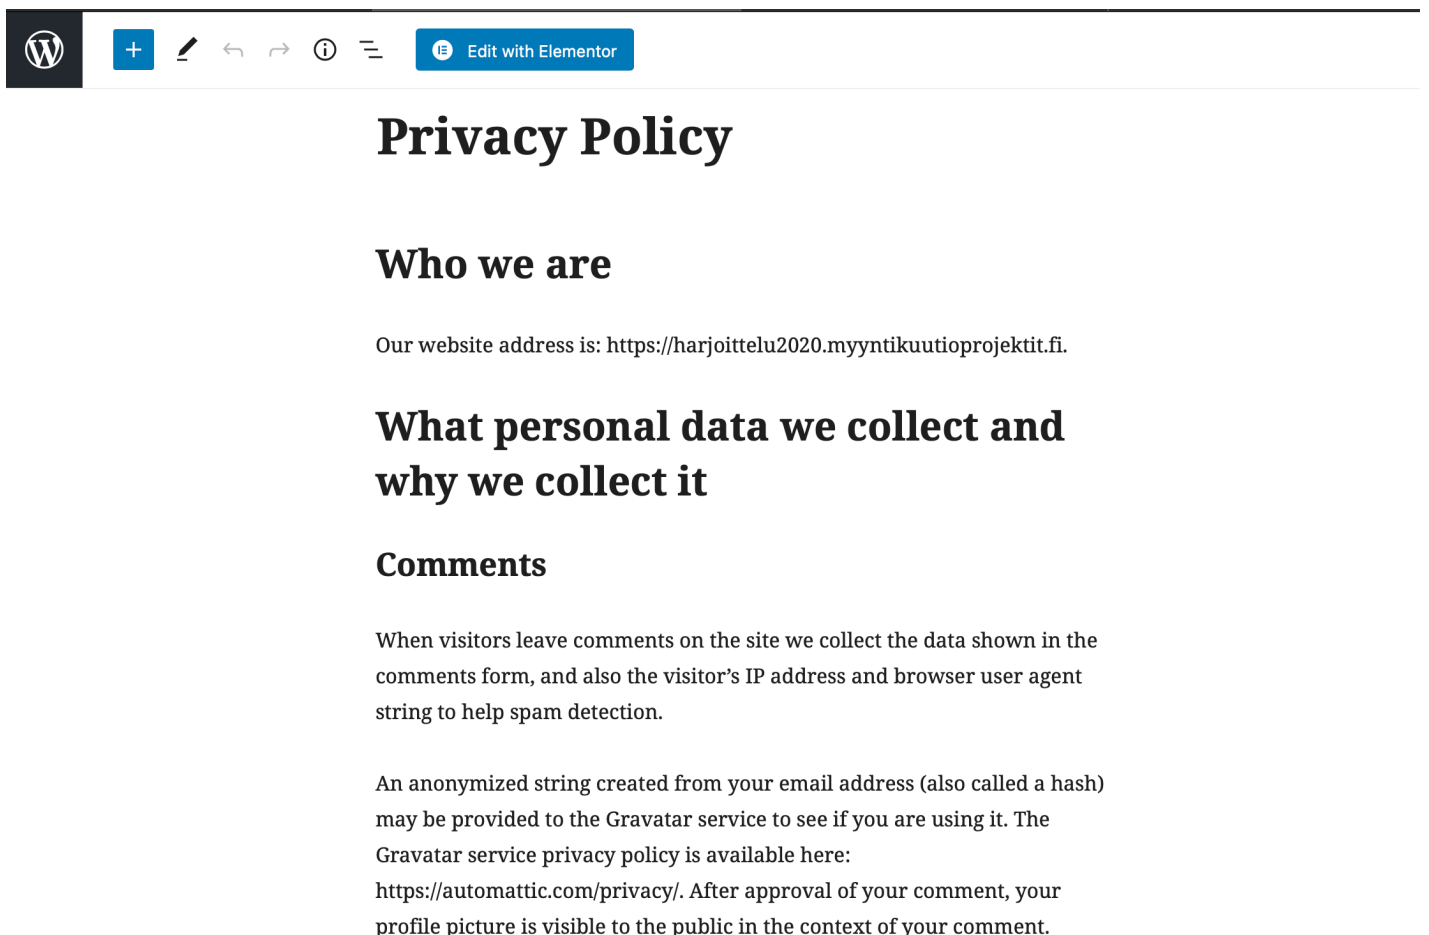 Edit with Elementor
Privacy Policy
Who we are
Our website address is: https://harjoittelu2020.myyntikuutioprojektit.fi.
What personal data we collect and
why we collect it
Comments
When visitors leave comments on the site we collect the data shown in the
comments form, and also the visitor’s IP address and browser user agent
string to help spam detection.
An anonymized string created from your email address (also called a hash)
may be provided to the Gravatar service to see if you are using it. The
Gravatar service privacy policy is available here:
https://automattic.com/privacy/. After approval of your comment, your
profile picture is visible to the public in the context of your comment.